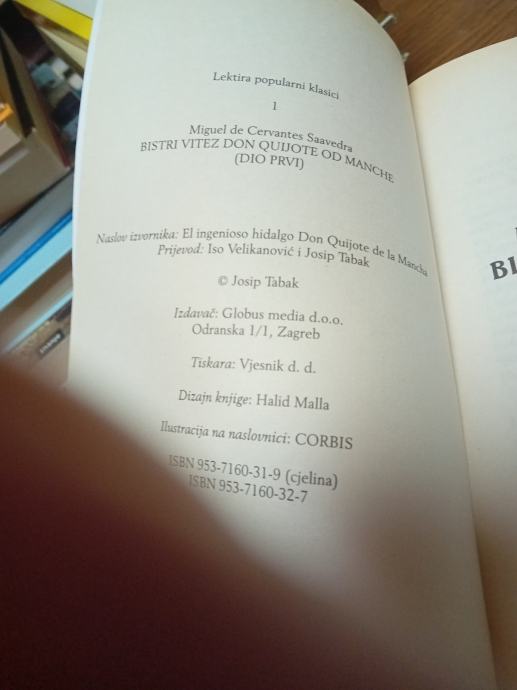 Lektira popularni klasici
1
Miguel de Cervantes Saavedra
BISTRI VITEZ DON QUIJOTE OD MANCHE
(DIO PRVI)
Naslov izvornika: El ingenioso hidalgo Don Quijote de la Mancha
Prijevod: Iso Velikanović i Josip Tabak
© Josip Tabak
Izdavač: Globus media d.o.o.
Odranska 1/1, Zagreb
Tiskara: Vjesnik d. d.
Dizajn knjige: Halid Malla
Ilustracija na naslovnici: CORBIS
ISBN 953-7160-31-9 (cjelina)
ISBN 953-7160-32-7